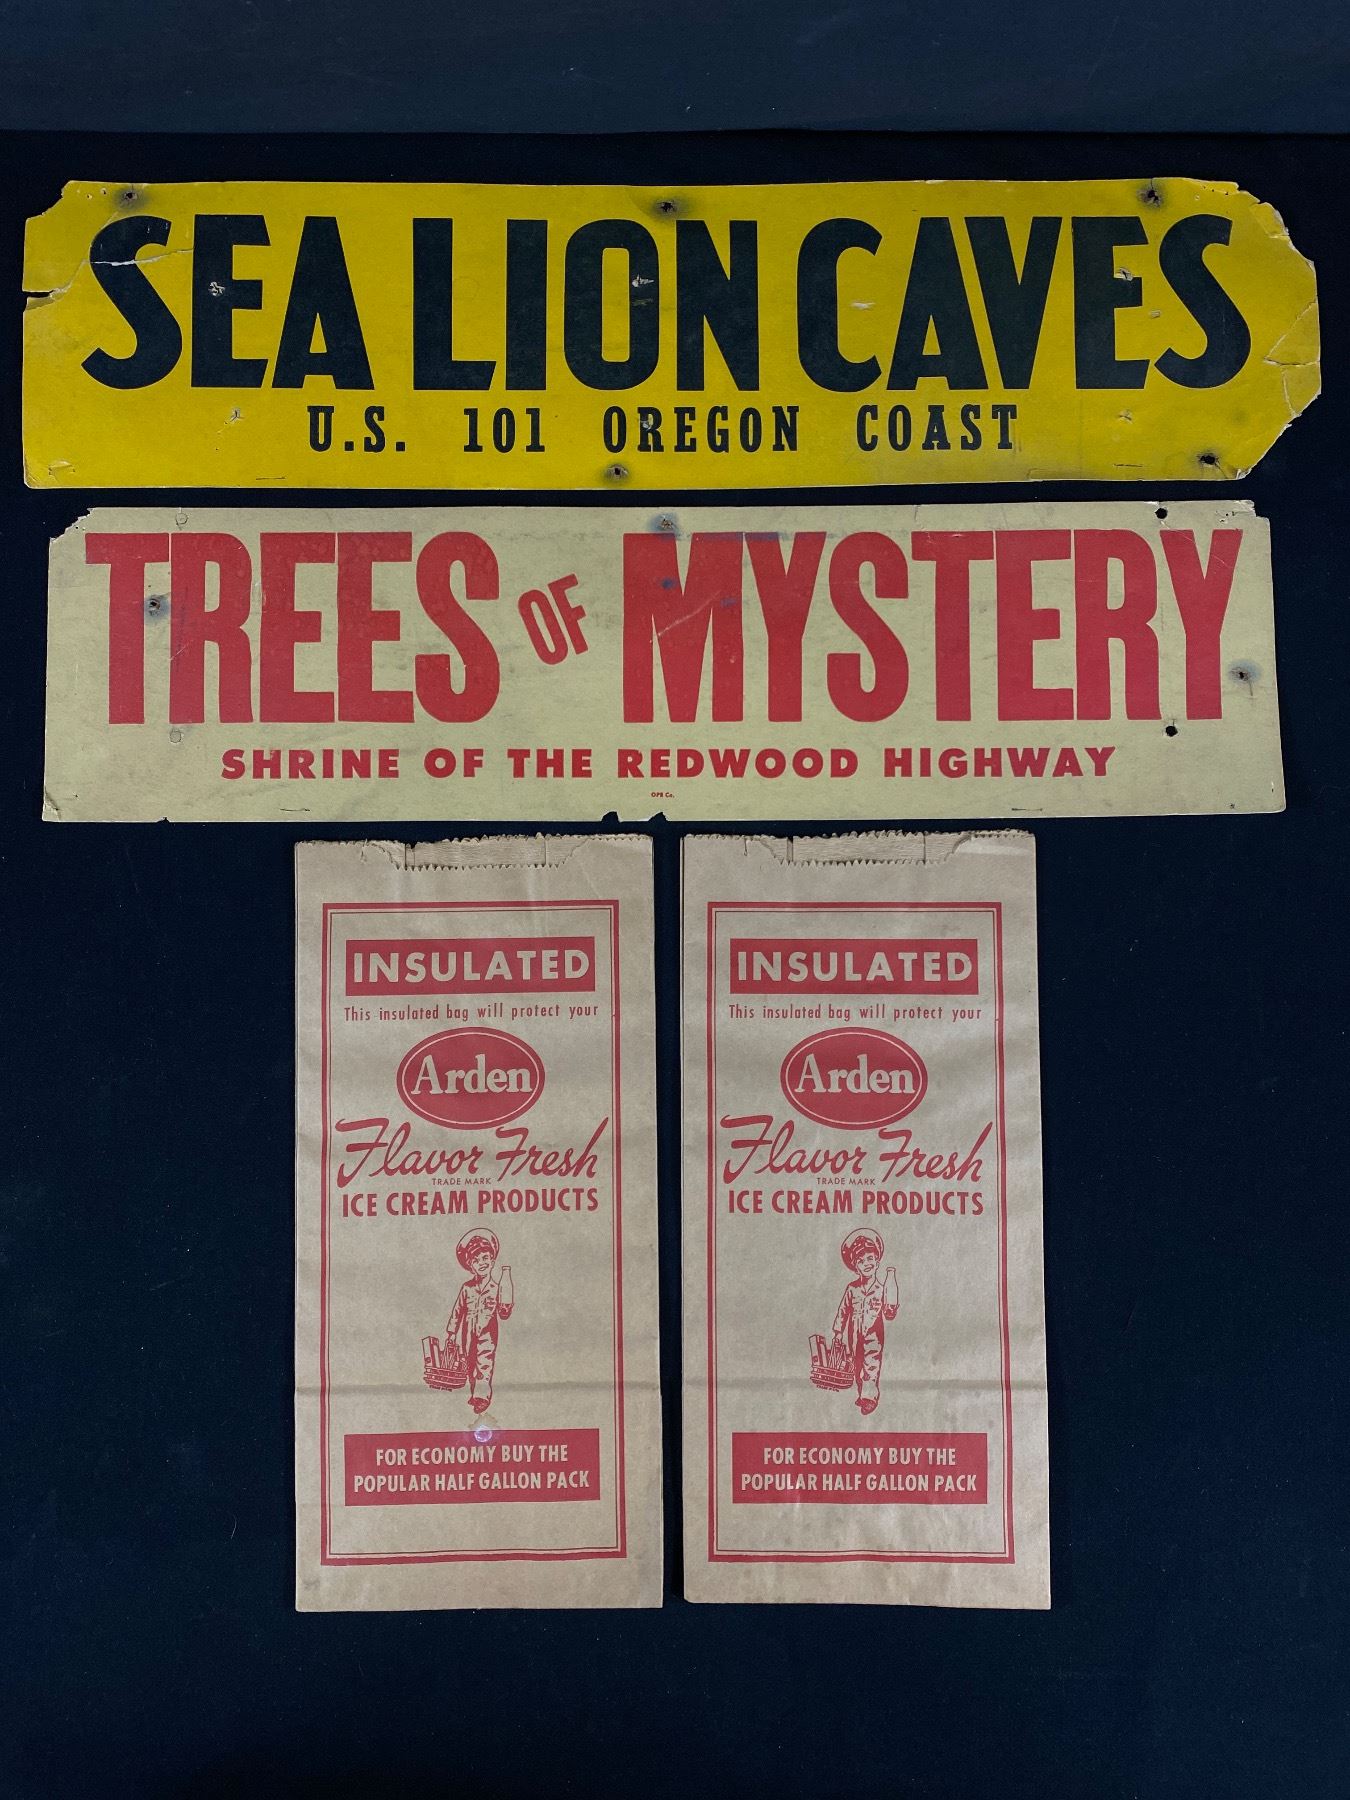 SEA LION CAVES
U.S. 101 OREGON COAST
TREES OF MYSTERY
SHRINE OF THE REDWOOD HIGHWAY
OPB Co.
INSULATED
This insulated bag will protect your
Arden
Flavor Fresh
TRADE MARK
ICE CREAM PRODUCTS
FOR ECONOMY BUY THE
POPULAR HALF GALLON PACK
INSULATED
This insulated bag will protect your
Arden
Flavor Fresh
TRADE MARK
ICE CREAM PRODUCTS
FOR ECONOMY BUY THE
POPULAR HALF GALLON PACK